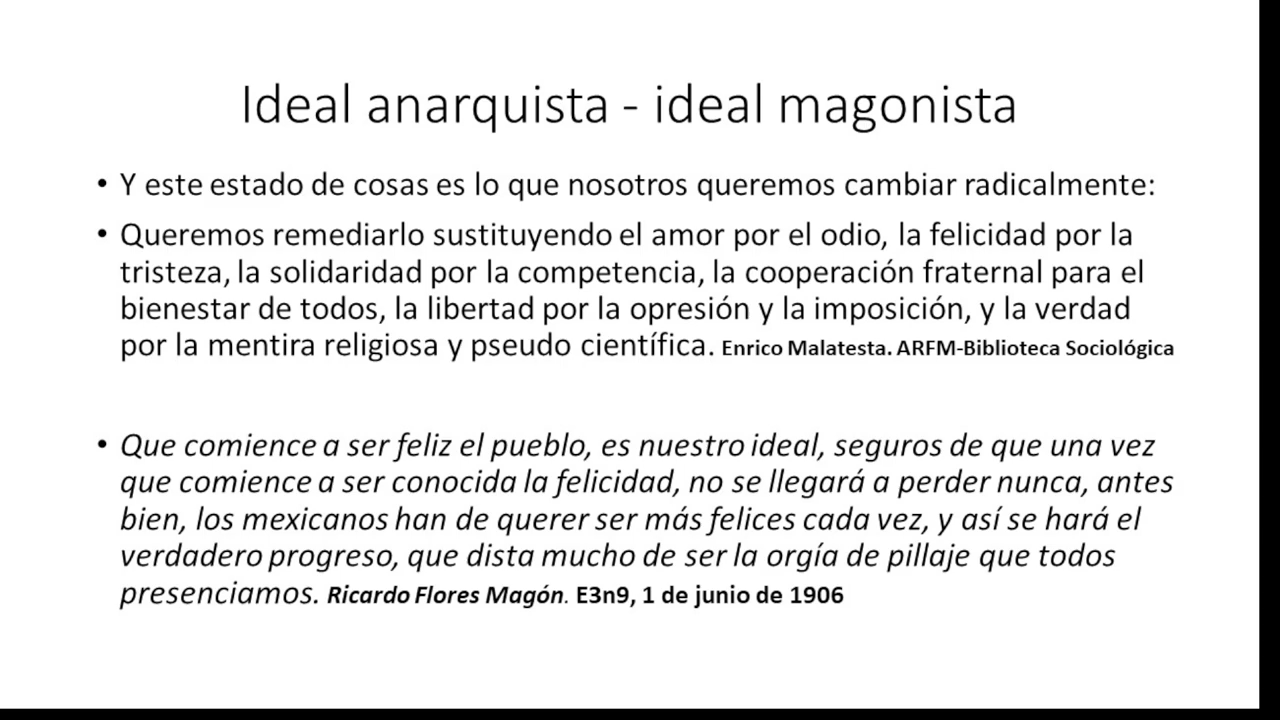 Ideal anarquista - ideal magonista
• Y este estado de cosas es lo que nosotros queremos cambiar radicalmente:
• Queremos remediarlo sustituyendo el amor por el odio, la felicidad por la
tristeza, la solidaridad por la competencia, la cooperación fraternal para el
bienestar de todos, la libertad por la opresión y la imposición, y la verdad
por la mentira religiosa y pseudo científica. Enrico Malatesta. ARFM-Biblioteca Sociológica
• Que comience a ser feliz el pueblo, es nuestro ideal, seguros de que una vez
que comience a ser conocida la felicidad, no se llegará a perder nunca, antes
bien, los mexicanos han de querer ser más felices cada vez, y así se hará el
verdadero progreso, que dista mucho de ser la orgía de pillaje que todos
presenciamos. Ricardo Flores Magón. E3n9, 1 de junio de 1906